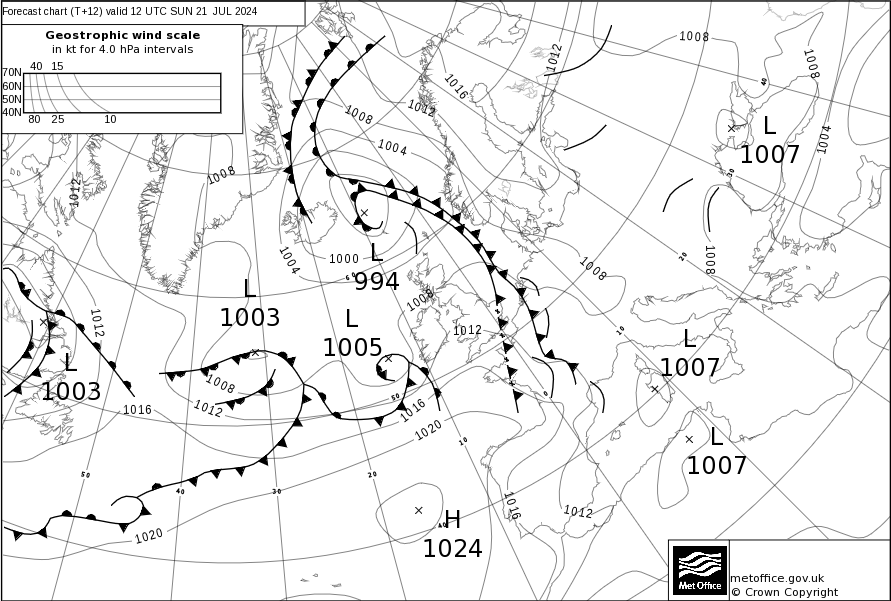 Forecast chart (T+12) valid 12 UTC SUN 21 JUL 2024
Geostrophic wind scale
in kt for 4.0 hPa intervals
40 15
70N
60N
50N
40N
80 25 10
1008
1012
1008
1016
1012
1008
1004
1004
L
1007
30
40
1008
1012
1004
1000
60
L
994
1008
20
1008
L
1003
L
1005
1008
1012
10
L
1007
1012
L
1003
1008
1012
1016
50
1016
0
1020
10
L
1007
50
40
30
20
1016
1012
H
1024
40
1020
Met Office
metoffice.gov.uk
© Crown Copyright